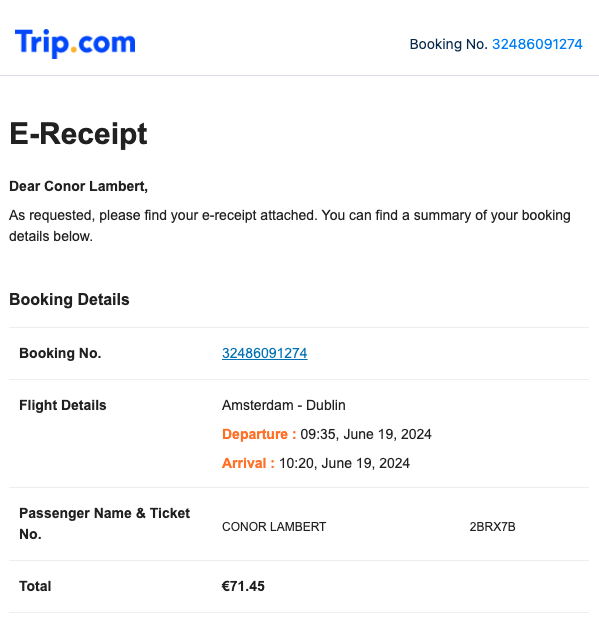 Trip.com
Booking No. 32486091274
E-Receipt
Dear Conor Lambert,
As requested, please find your e-receipt attached. You can find a summary of your booking
details below.
Booking Details
Booking No.
32486091274
Flight Details
Amsterdam - Dublin
Departure : 09:35, June 19, 2024
Arrival : 10:20, June 19, 2024
Passenger Name & Ticket
No.
CONOR LAMBERT
2BRX7B
Total
€71.45